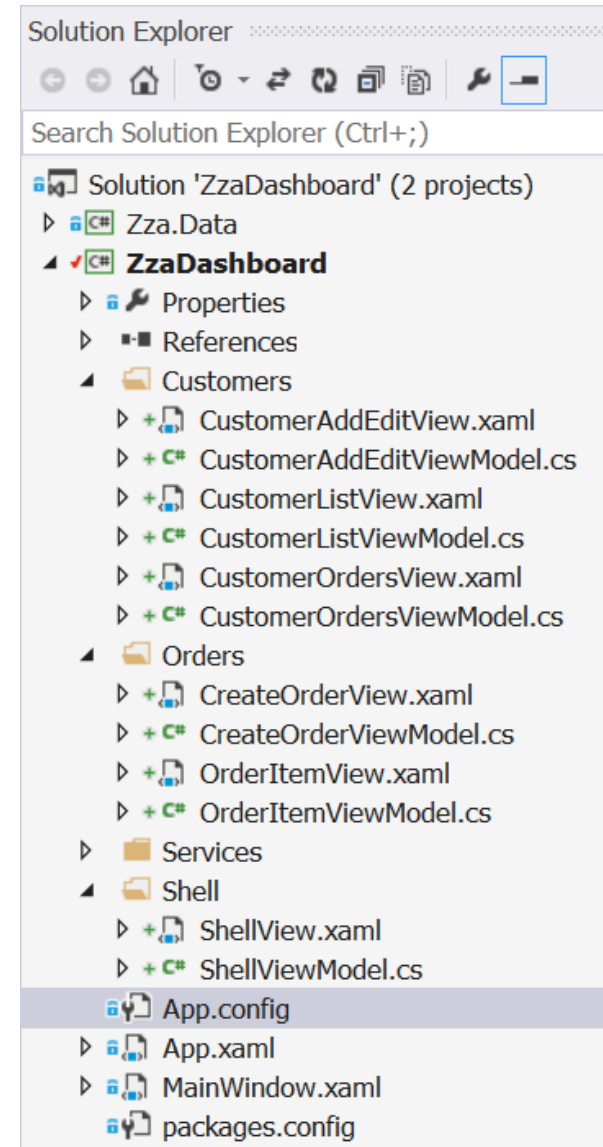 Solution Explorer
Search Solution Explorer (Ctrl+;)
Solution 'ZzaDashboard' (2 projects)
C# Zza.Data
C# ZzaDashboard
Properties
References
Customers
CustomerAddEditView.xaml
C# CustomerAddEditViewModel.cs
CustomerListView.xaml
C# CustomerListViewModel.cs
CustomerOrdersView.xaml
C# CustomerOrdersViewModel.cs
Orders
CreateOrderView.xaml
C# CreateOrderViewModel.cs
OrderItemView.xaml
C# OrderItemViewModel.cs
Services
Shell
ShellView.xaml
C# ShellViewModel.cs
App.config
App.xaml
MainWindow.xaml
packages.config